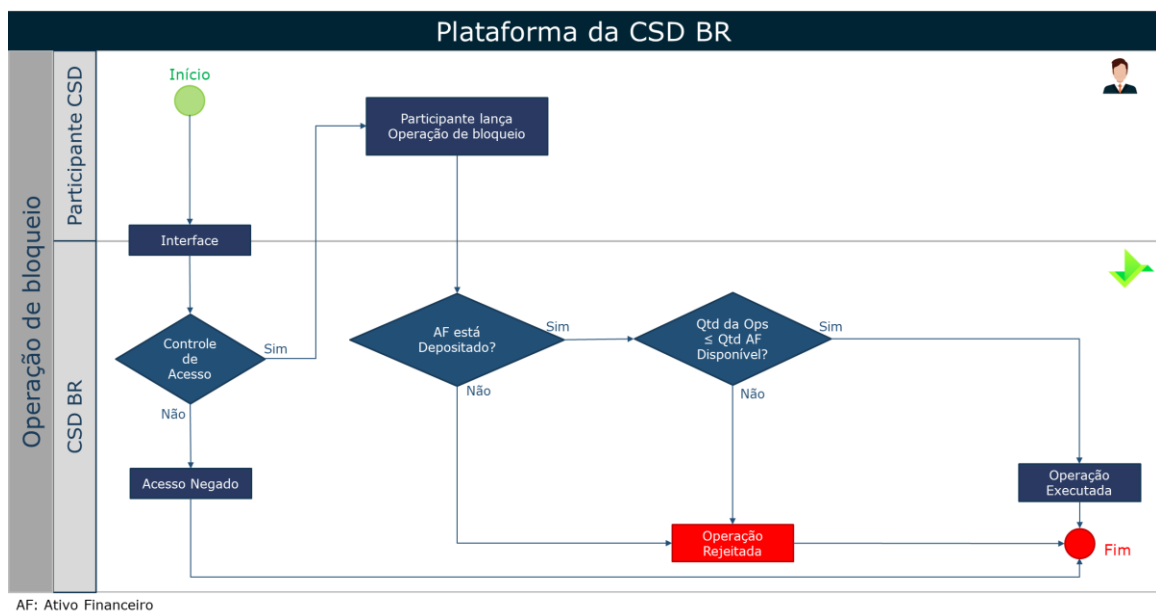 Plataforma da CSD BR
Operação de bloqueio
Participante CSD
CSD BR
Início
Participante lança
Operação de bloqueio
Interface
Controle
de
Acesso
Sim
Não
Acesso Negado
AF está
Depositado?
Sim
Não
Qtd da Ops
≤ Qtd AF
Disponível?
Sim
Não
Operação
Executada
Operação
Rejeitada
Fim
AF: Ativo Financeiro